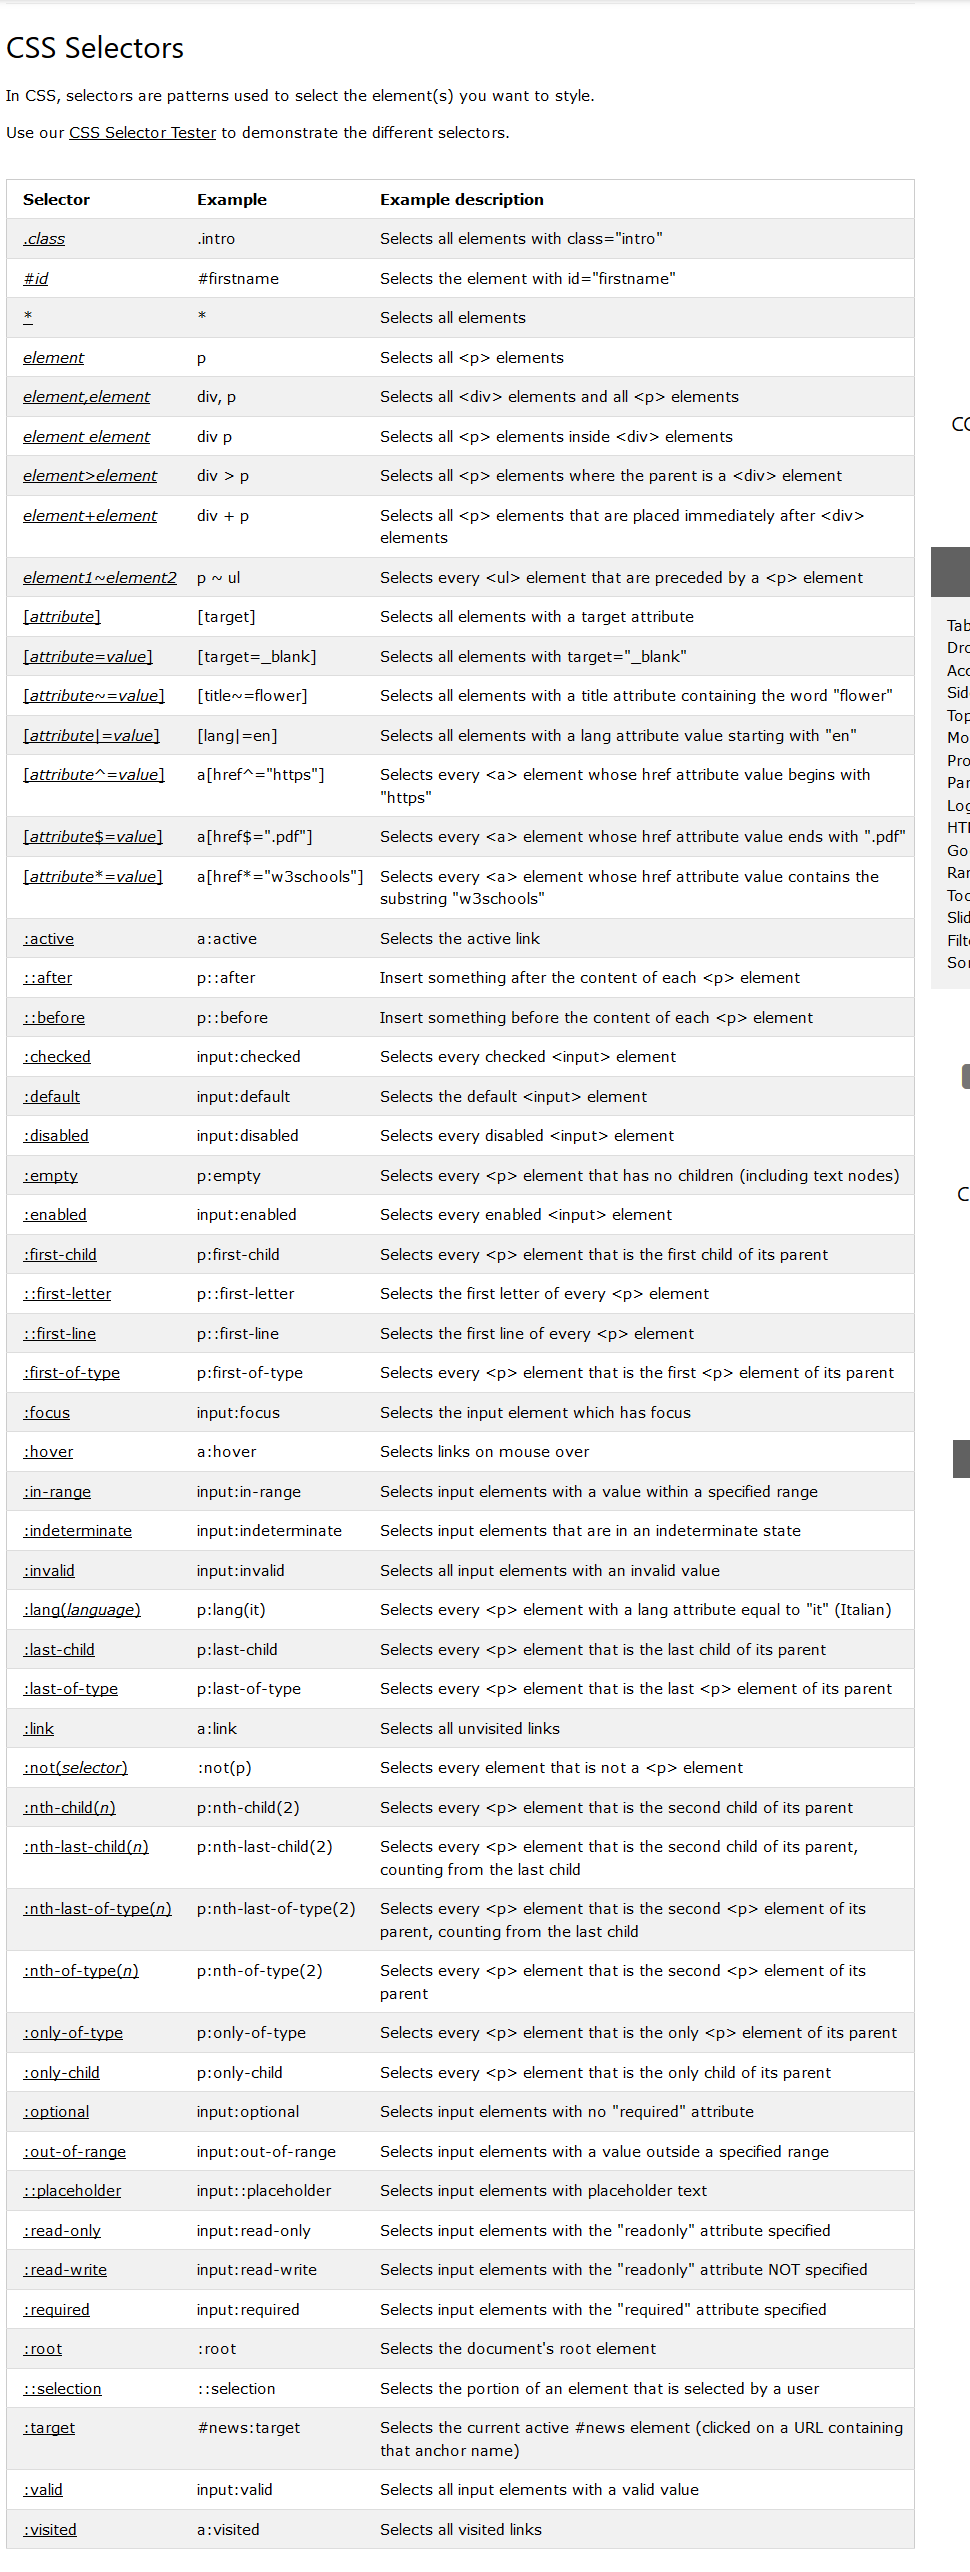 CSS Selectors
In CSS, selectors are patterns used to select the element(s) you want to style.
Use our CSS Selector Tester to demonstrate the different selectors.
Selector Example Example description
.class .intro Selects all elements with class="intro"
#id #firstname Selects the element with id="firstname"
* * Selects all elements
element p Selects all <p> elements
element,element div, p Selects all <div> elements and all <p> elements
element element div p Selects all <p> elements inside <div> elements
element>element div > p Selects all <p> elements where the parent is a <div> element
element+element div + p Selects all <p> elements that are placed immediately after <div>
elements
element1~element2 p ~ ul Selects every <ul> element that are preceded by a <p> element
[attribute] [target] Selects all elements with a target attribute
[attribute=value] [target=_blank] Selects all elements with target="_blank"
[attribute~=value] [title~=flower] Selects all elements with a title attribute containing the word "flower"
[attribute|=value] [lang|=en] Selects all elements with a lang attribute value starting with "en"
[attribute^=value] a[href^="https"] Selects every <a> element whose href attribute value begins with
"https"
[attribute$=value] a[href$=".pdf"] Selects every <a> element whose href attribute value ends with ".pdf"
[attribute*=value] a[href*="w3schools"] Selects every <a> element whose href attribute value contains the
substring "w3schools"
:active a:active Selects the active link
::after p::after Insert something after the content of each <p> element
::before p::before Insert something before the content of each <p> element
:checked input:checked Selects every checked <input> element
:default input:default Selects the default <input> element
:disabled input:disabled Selects every disabled <input> element
:empty p:empty Selects every <p> element that has no children (including text nodes)
:enabled input:enabled Selects every enabled <input> element
:first-child p:first-child Selects every <p> element that is the first child of its parent
::first-letter p::first-letter Selects the first letter of every <p> element
::first-line p::first-line Selects the first line of every <p> element
:first-of-type p:first-of-type Selects every <p> element that is the first <p> element of its parent
:focus input:focus Selects the input element which has focus
:hover a:hover Selects links on mouse over
:in-range input:in-range Selects input elements with a value within a specified range
:indeterminate input:indeterminate Selects input elements that are in an indeterminate state
:invalid input:invalid Selects all input elements with an invalid value
:lang(language) p:lang(it) Selects every <p> element with a lang attribute equal to "it" (Italian)
:last-child p:last-child Selects every <p> element that is the last child of its parent
:last-of-type p:last-of-type Selects every <p> element that is the last <p> element of its parent
:link a:link Selects all unvisited links
:not(selector) :not(p) Selects every element that is not a <p> element
:nth-child(n) p:nth-child(2) Selects every <p> element that is the second child of its parent
:nth-last-child(n) p:nth-last-child(2) Selects every <p> element that is the second child of its parent,
counting from the last child
:nth-last-of-type(n) p:nth-last-of-type(2) Selects every <p> element that is the second <p> element of its
parent, counting from the last child
:nth-of-type(n) p:nth-of-type(2) Selects every <p> element that is the second <p> element of its
parent
:only-of-type p:only-of-type Selects every <p> element that is the only <p> element of its parent
:only-child p:only-child Selects every <p> element that is the only child of its parent
:optional input:optional Selects input elements with no "required" attribute
:out-of-range input:out-of-range Selects input elements with a value outside a specified range
::placeholder input::placeholder Selects input elements with placeholder text
:read-only input:read-only Selects input elements with the "readonly" attribute specified
:read-write input:read-write Selects input elements with the "readonly" attribute NOT specified
:required input:required Selects input elements with the "required" attribute specified
:root :root Selects the document's root element
::selection ::selection Selects the portion of an element that is selected by a user
:target #news:target Selects the current active #news element (clicked on a URL containing
that anchor name)
:valid input:valid Selects all input elements with a valid value
:visited a:visited Selects all visited links